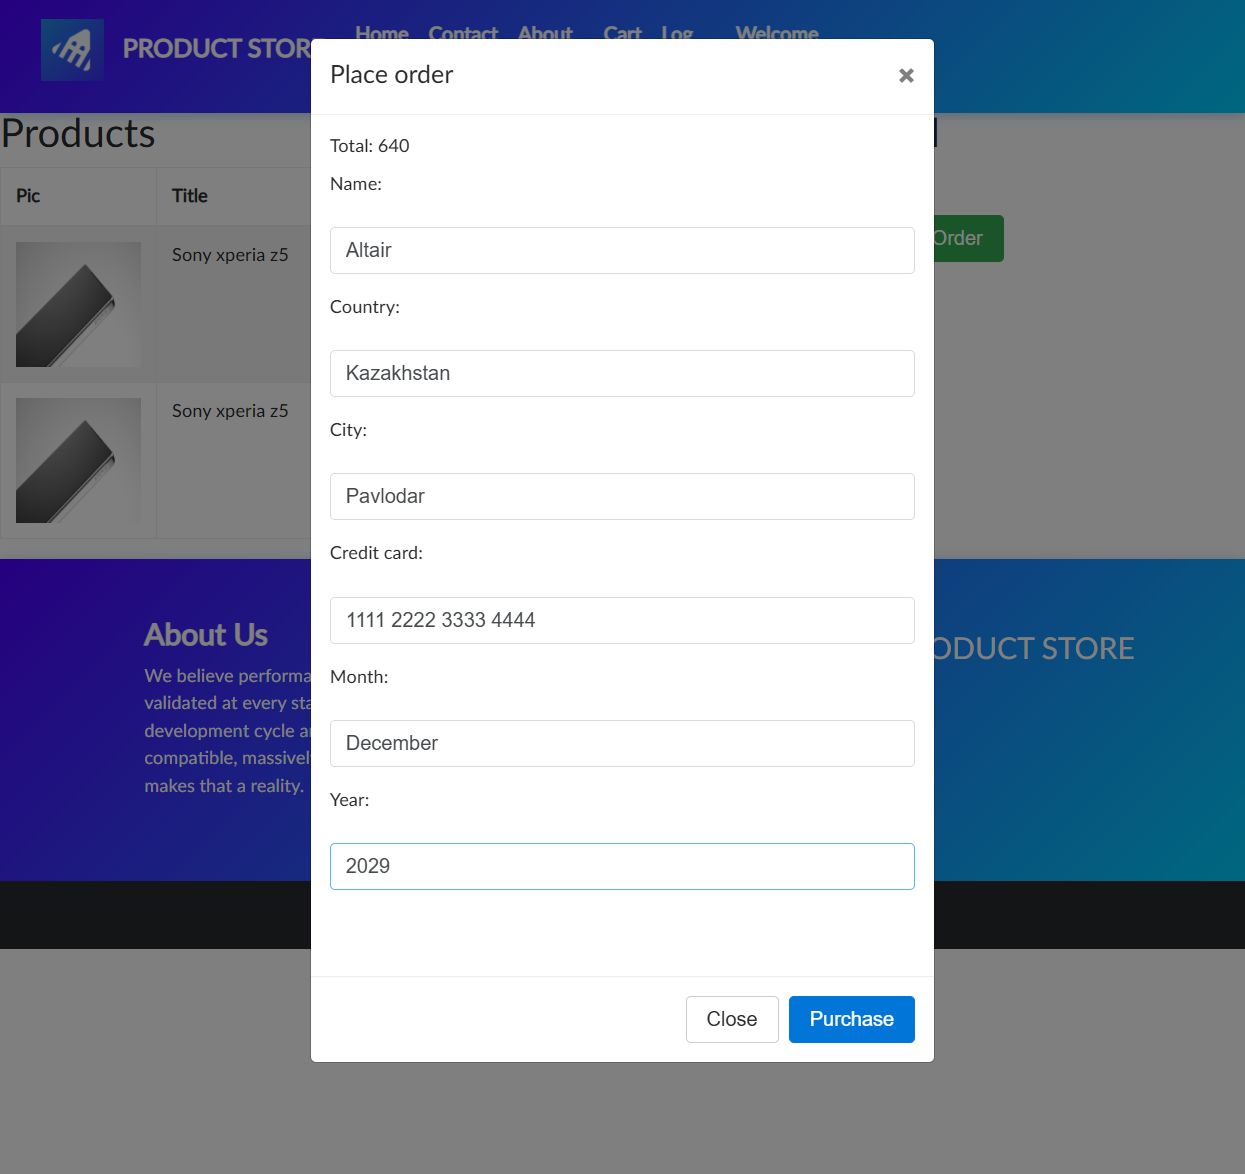 PRODUCT STOR
Home Contact About Cart Log Welcome
Place order
Products
Total: 640
Name:
Pic Title
Altair
Order
Sony xperia z5
Country:
Kazakhstan
Sony xperia z5
City:
Pavlodar
Credit card:
1111 2222 3333 4444
About Us
ODUCT STORE
We believe performa
Month:
validated at every sta
development cycle a
December
compatible, massivel
makes that a reality.
Year:
2029
Close Purchase